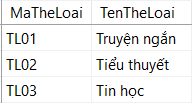 MaTheLoai TenTheLoai
TL01 Truyện ngắn
TL02 Tiểu thuyết
TL03 Tin học